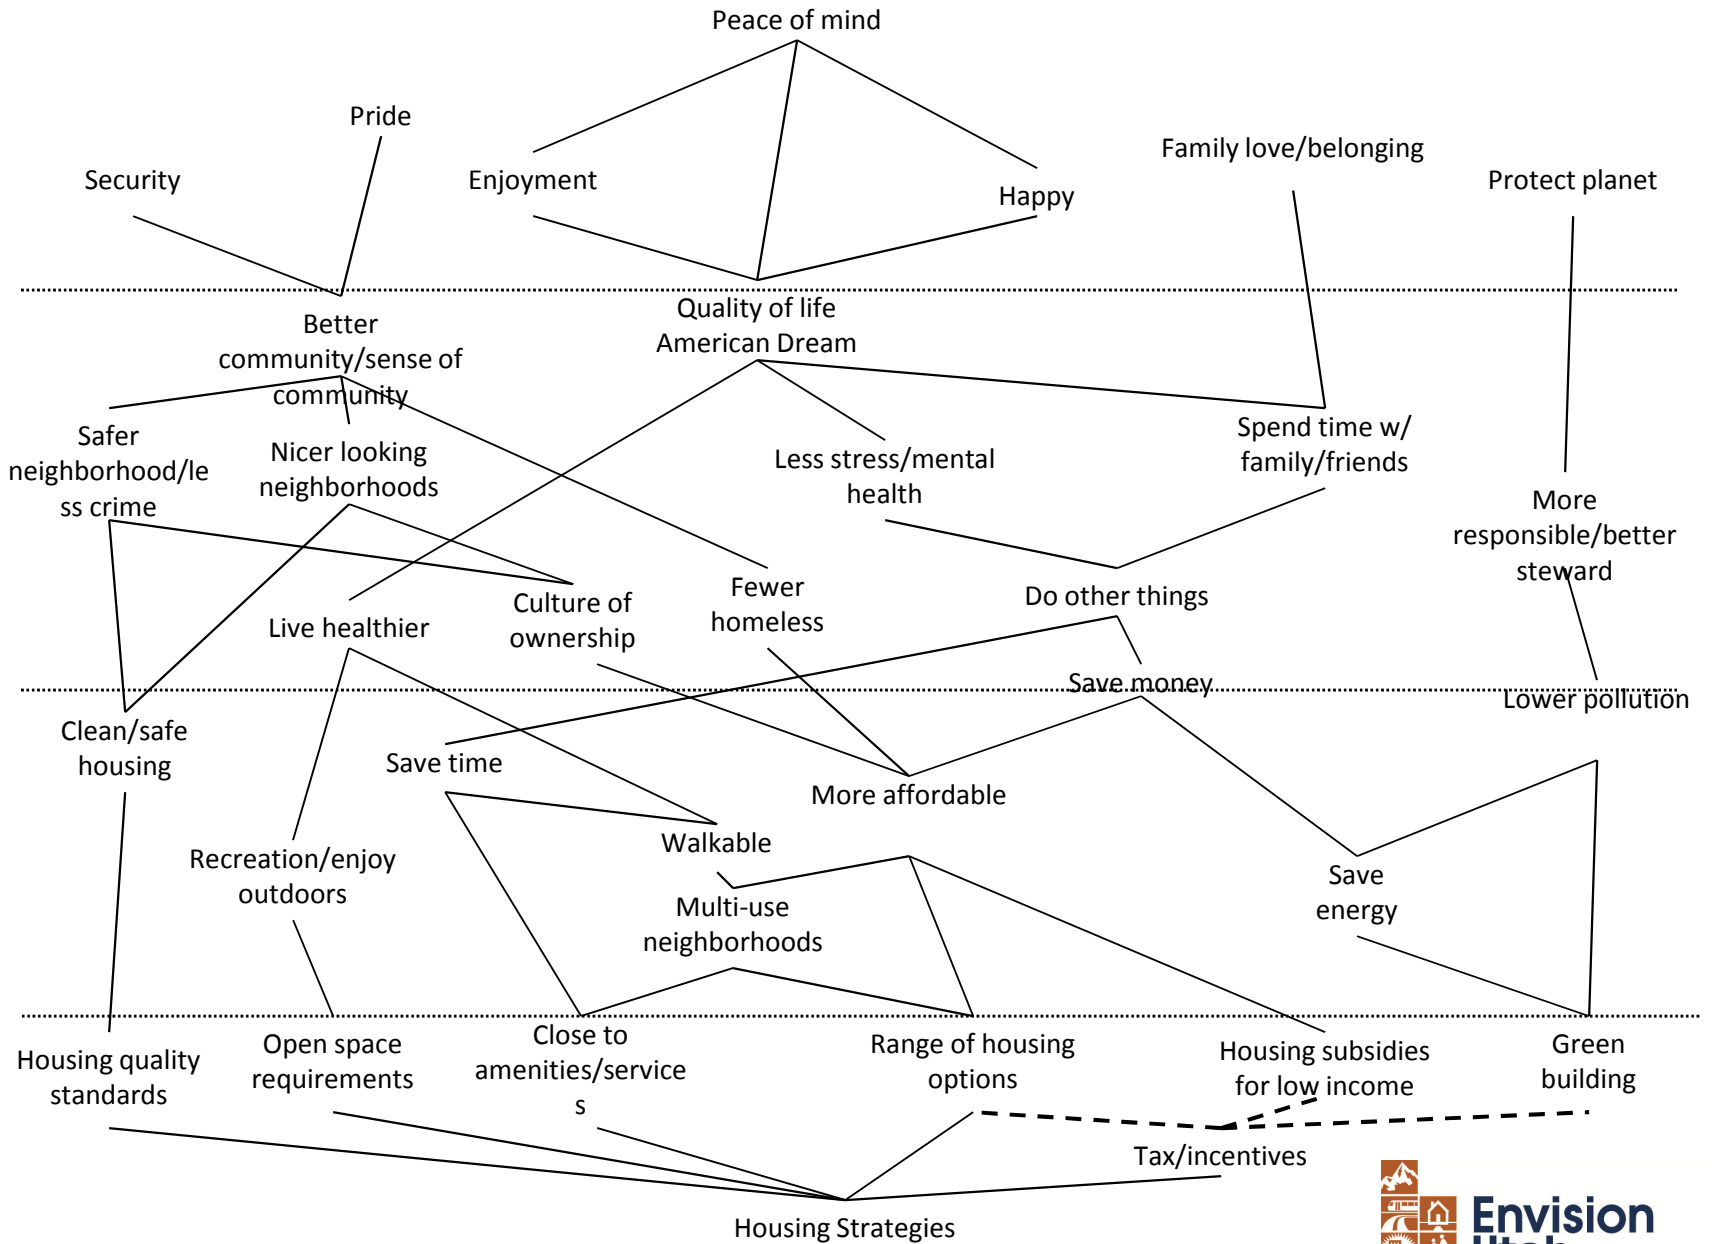 Peace of mind
Pride
Family love/belonging
Security
Enjoyment
Happy
Protect planet
Better
community/sense of
community
Quality of life
American Dream
Safer
neighborhood/le
ss crime
Nicer looking
neighborhoods
Less stress/mental
health
Spend time w/
family/friends
More
responsible/better
steward
Live healthier
Culture of
ownership
Fewer
homeless
Do other things
Save money
Lower pollution
Clean/safe
housing
Save time
More affordable
Walkable
Recreation/enjoy
outdoors
Multi-use
neighborhoods
Save
energy
Housing quality
standards
Open space
requirements
Close to
amenities/service
s
Range of housing
options
Housing subsidies
for low income
Green
building
Tax/incentives
Housing Strategies
Envision
Utah